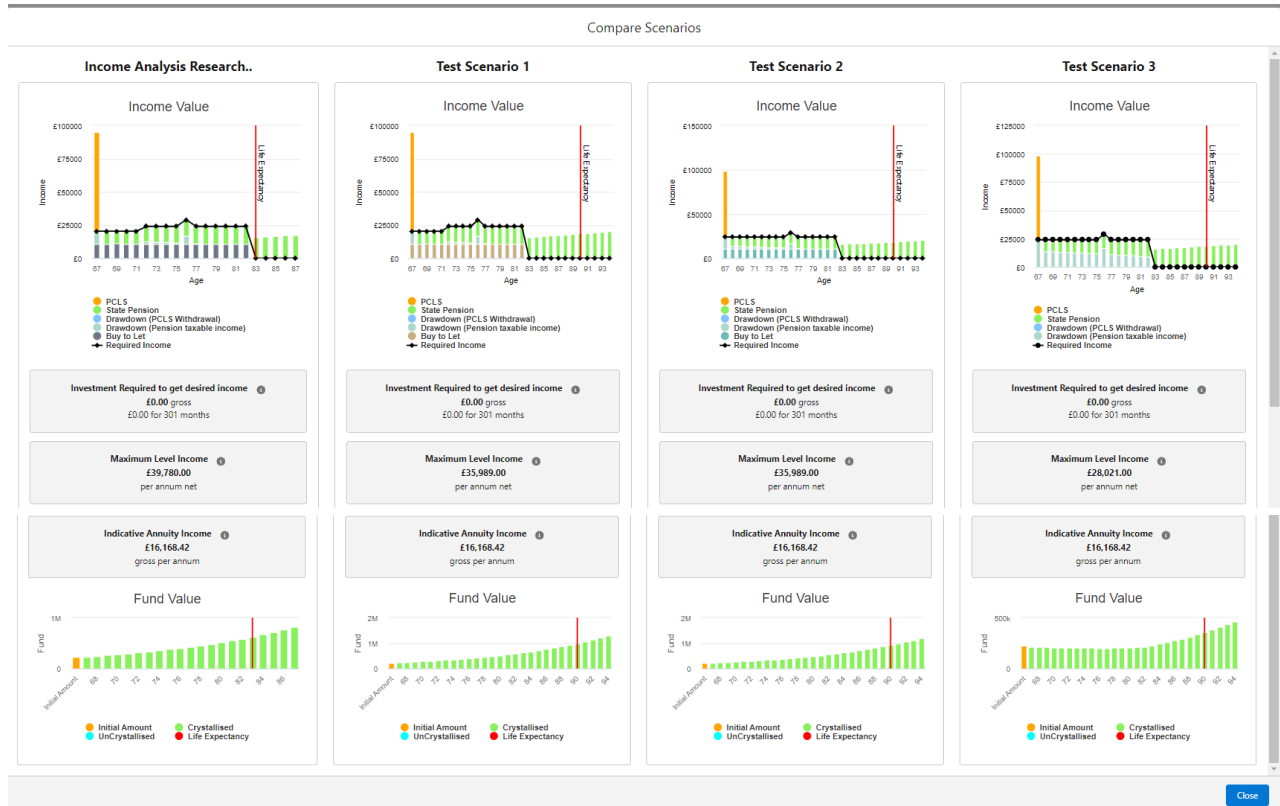 Compare Scenarios
Income Analysis Research..
Income Value
£100000
£75000
£50000
£25000
£0
Income
Life Expectancy
67 69 71 73 75 77 79 81 83 85 87
Age
PCLS
State Pension
Drawdown (PCLS Withdrawal)
Drawdown (Pension taxable income)
Buy to Let
Required Income
Investment Required to get desired income
£0.00 gross
£0.00 for 301 months
Maximum Level Income
£39,780.00
per annum net
Indicative Annuity Income
£16,168.42
gross per annum
Fund Value
1M
0
Fund
Initial Amount 68 70 72 74 76 78 80 82 84 86
Initial Amount
Crystallised
UnCrystallised
Life Expectancy
Test Scenario 1
Income Value
£100000
£75000
£50000
£25000
£0
Income
Life Expectancy
67 69 71 73 75 77 79 81 83 85 87 89 91 93
Age
PCLS
State Pension
Drawdown (PCLS Withdrawal)
Drawdown (Pension taxable income)
Buy to Let
Required Income
Investment Required to get desired income
£0.00 gross
£0.00 for 301 months
Maximum Level Income
£35,989.00
per annum net
Indicative Annuity Income
£16,168.42
gross per annum
Fund Value
2M
1M
0
Fund
Initial Amount 68 70 72 74 76 78 80 82 84 86 88 90 92 94
Initial Amount
Crystallised
UnCrystallised
Life Expectancy
Test Scenario 2
Income Value
£150000
£100000
£50000
£0
Income
Life Expectancy
67 69 71 73 75 77 79 81 83 85 87 89 91 93
Age
PCLS
State Pension
Drawdown (PCLS Withdrawal)
Drawdown (Pension taxable income)
Buy to Let
Required Income
Investment Required to get desired income
£0.00 gross
£0.00 for 301 months
Maximum Level Income
£35,989.00
per annum net
Indicative Annuity Income
£16,168.42
gross per annum
Fund Value
2M
1M
0
Fund
Initial Amount 68 70 72 74 76 78 80 82 84 86 88 90 92 94
Initial Amount
Crystallised
UnCrystallised
Life Expectancy
Test Scenario 3
Income Value
£125000
£100000
£75000
£50000
£25000
£0
Income
Life Expectancy
67 69 71 73 75 77 79 81 83 85 87 89 91 93
Age
PCLS
State Pension
Drawdown (PCLS Withdrawal)
Drawdown (Pension taxable income)
Required Income
Investment Required to get desired income
£0.00 gross
£0.00 for 301 months
Maximum Level Income
£28,021.00
per annum net
Indicative Annuity Income
£16,168.42
gross per annum
Fund Value
500k
0
Fund
Initial Amount 68 70 72 74 76 78 80 82 84 86 88 90 92 94
Initial Amount
Crystallised
UnCrystallised
Life Expectancy
Close